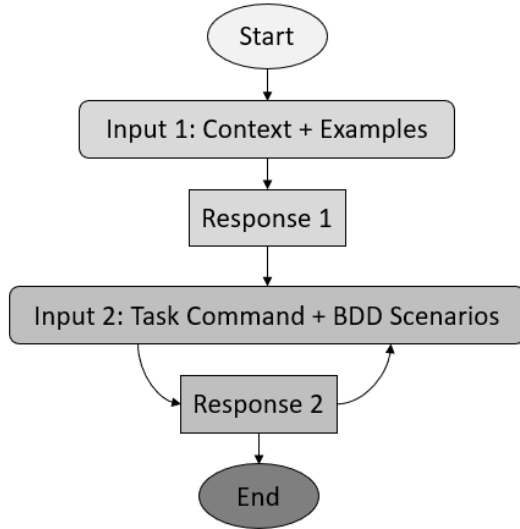 Start
Input 1: Context + Examples
Response 1
Input 2: Task Command + BDD Scenarios
Response 2
End